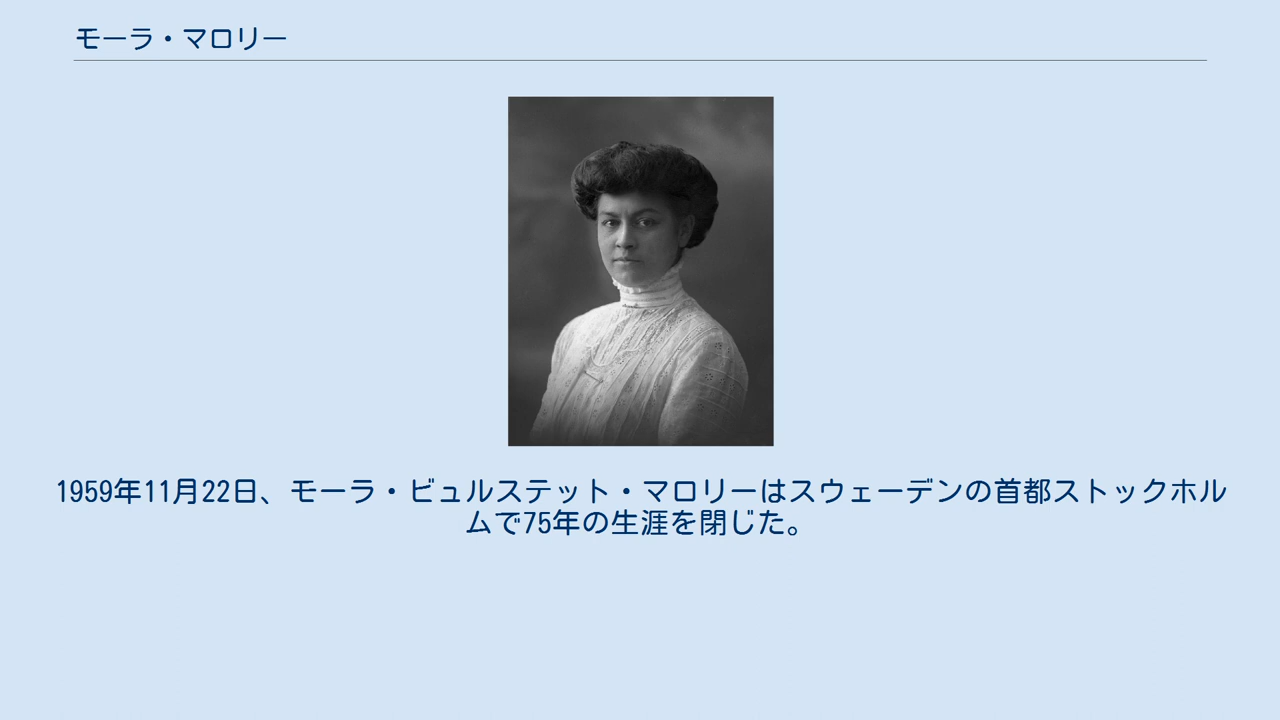 モーラ・マロリー
1959年11月22日、モーラ・ビュルステット・マロリーはスウェーデンの首都ストックホル
ムで75年の生涯を閉じた。